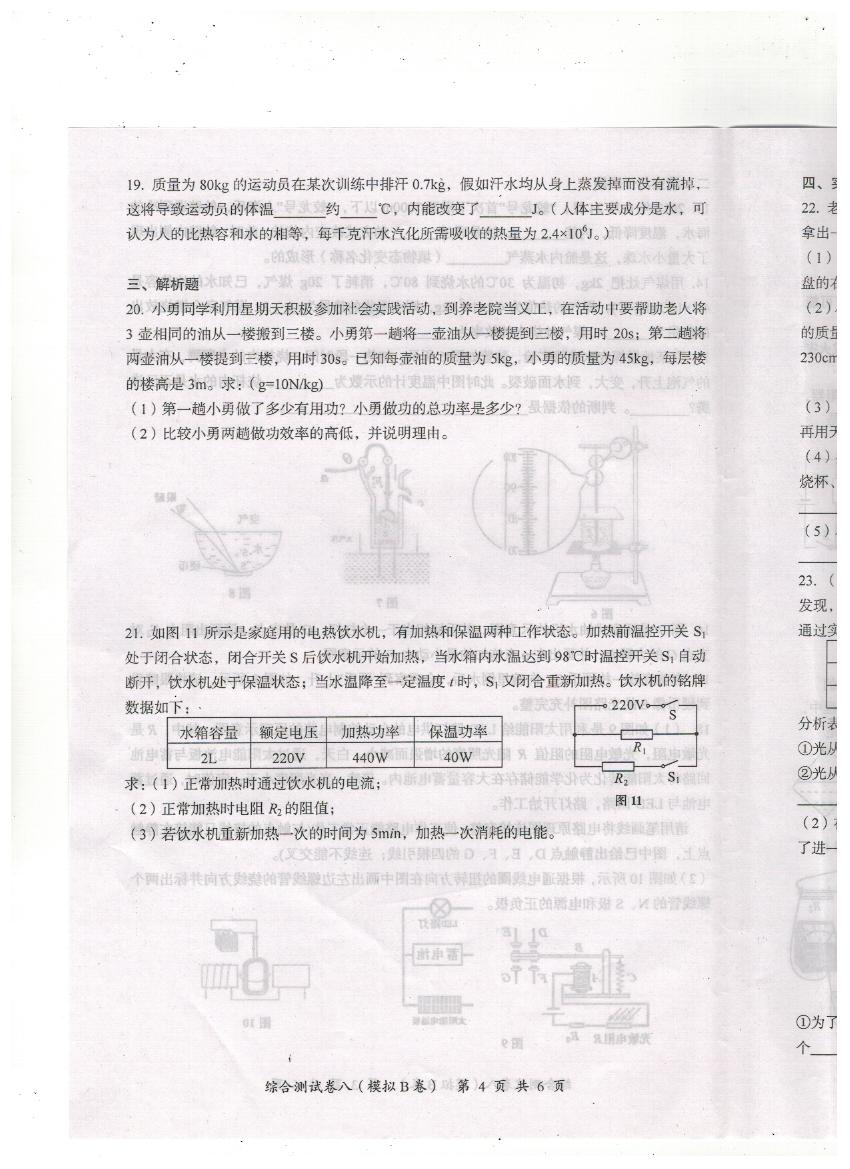 19. 质量为 80kg 的运动员在某次训练中排汗 0.7kg，假如汗水均从身上蒸发掉而没有流掉，
这将导致运动员的体温______约______℃，内能改变了______J。（人体主要成分是水，可
认为人的比热容和水的相等，每千克汗水汽化所需吸收的热量为 2.4×10⁶J。）
三、解析题
20. 小勇同学利用星期天积极参加社会实践活动，到养老院当义工，在活动中要帮助老人将
3 壶相同的油从一楼搬到三楼。小勇第一趟将一壶油从一楼提到三楼，用时 20s；第二趟将
两壶油从一楼提到三楼，用时 30s。已知每壶油的质量为 5kg，小勇的质量为 45kg，每层楼
的楼高是 3m。求：（g=10N/kg）
（1）第一趟小勇做了多少有用功？小勇做功的总功率是多少？
（2）比较小勇两趟做功效率的高低，并说明理由。
21. 如图 11 所示是家庭用的电热饮水机，有加热和保温两种工作状态。加热前温控开关 S₁
处于闭合状态，闭合开关 S 后饮水机开始加热，当水箱内水温达到 98℃时温控开关 S₁ 自动
断开，饮水机处于保温状态；当水温降至一定温度 t 时，S₁ 又闭合重新加热。饮水机的铭牌
数据如下：
水箱容量 额定电压 加热功率 保温功率
2L 220V 440W 40W
220V
S
R₁
R₂
S₁
图 11
求：（1）正常加热时通过饮水机的电流；
（2）正常加热时电阻 R₂ 的阻值；
（3）若饮水机重新加热一次的时间为 5min，加热一次消耗的电能。
综合测试卷八（模拟 B 卷） 第 4 页 共 6 页
四、
22. 老
拿出一
（1）
盘的右
（2）
的质量
230cm
（3）
再用天
（4）
烧杯、
（5）
23.（
发现，
通过实
分析表
①光从
②光从
（2）在
了进一
①为了
个